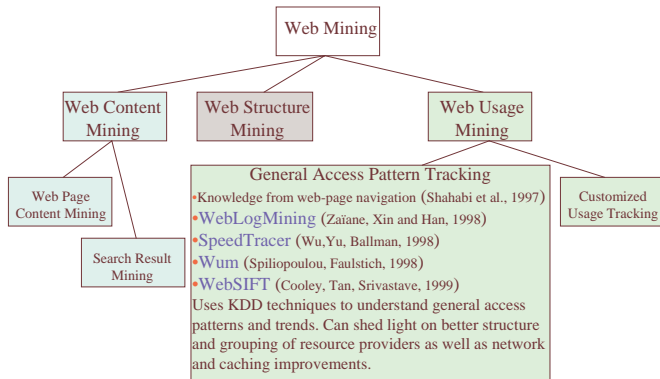 Web Mining
Web Content
Mining
Web Structure
Mining
Web Usage
Mining
Web Page
Content Mining
Search Result
Mining
General Access Pattern Tracking
•Knowledge from web-page navigation (Shahabi et al., 1997)
•WebLogMining (Zaïane, Xin and Han, 1998)
•SpeedTracer (Wu,Yu, Ballman, 1998)
•Wum (Spiliopoulou, Faulstich, 1998)
•WebSIFT (Cooley, Tan, Srivastave, 1999)
Uses KDD techniques to understand general access
patterns and trends. Can shed light on better structure
and grouping of resource providers as well as network
and caching improvements.
Customized
Usage Tracking